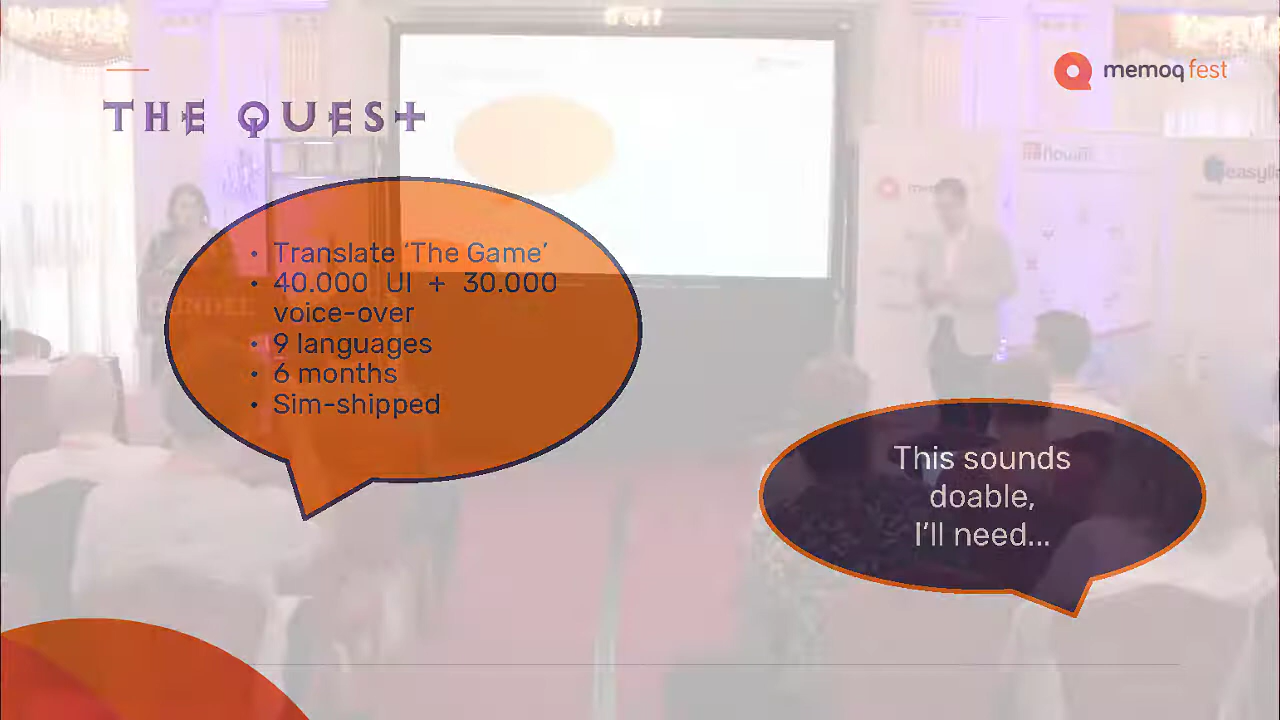 memoq fest
THE QUEST
• Translate ‘The Game’
• 40.000 UI + 30.000
voice-over
• 9 languages
• 6 months
• Sim-shipped
This sounds
doable,
I’ll need...